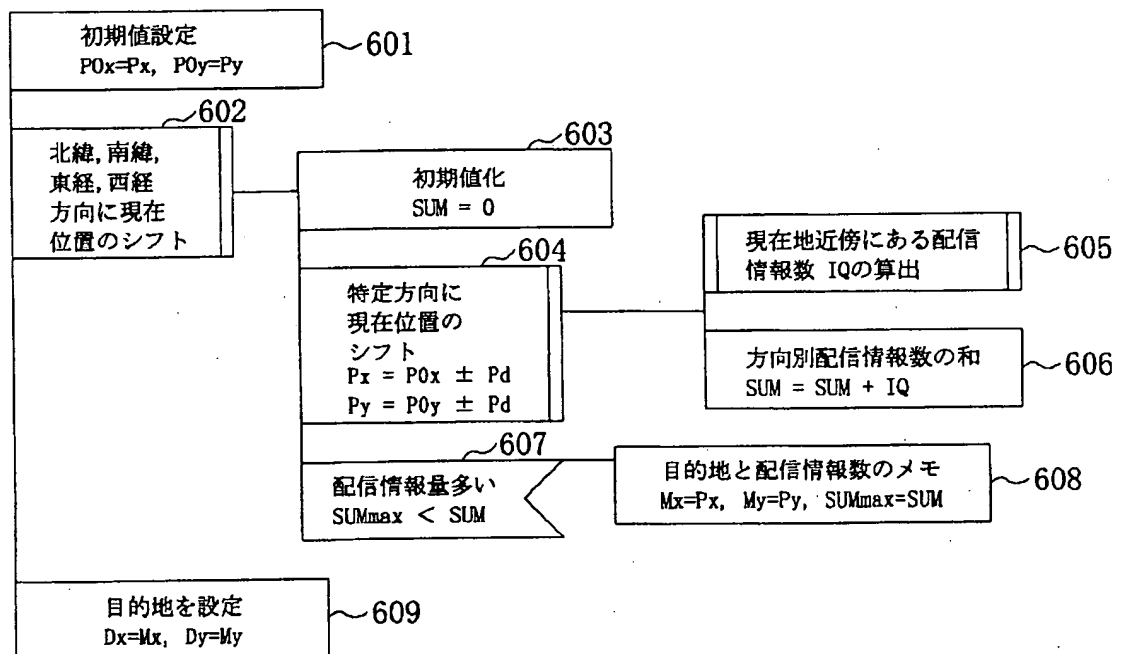 初期値設定
P0x=Px, P0y=Py
601
602
北緯,南緯,
東経,西経
方向に現在
位置のシフト
603
初期値化
SUM = 0
604
特定方向に
現在位置の
シフト
Px = P0x ± Pd
Py = P0y ± Pd
605
現在地近傍にある配信
情報数 IQの算出
606
方向別配信情報数の和
SUM = SUM + IQ
607
配信情報量多い
SUMmax < SUM
608
目的地と配信情報数のメモ
Mx=Px, My=Py, SUMmax=SUM
609
目的地を設定
Dx=Mx, Dy=My